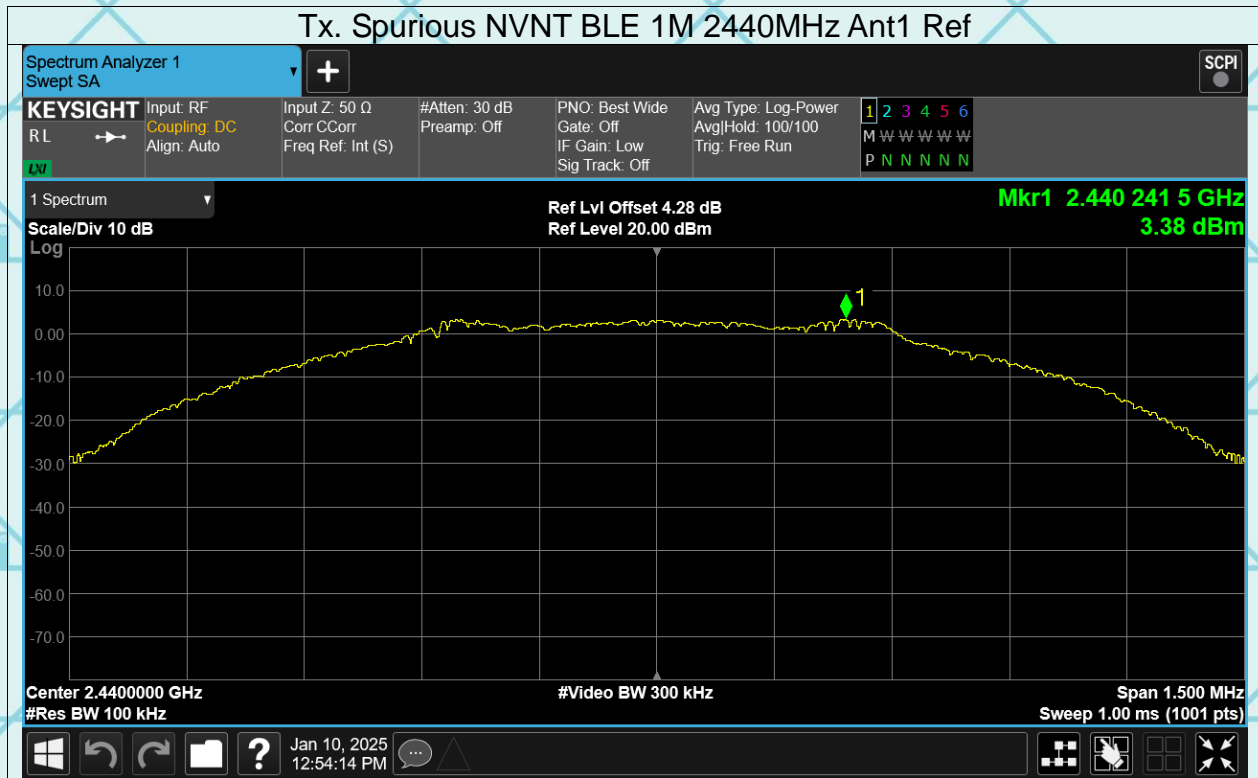 Tx. Spurious NVNT BLE 1M 2440MHz Ant1 Ref
Spectrum Analyzer 1
Swept SA
▼
+
SCPI
KEYSIGHT
RL
LXI
Input: RF
Coupling: DC
Align: Auto
Input Z: 50 Ω
Corr CCorr
Freq Ref: Int (S)
#Atten: 30 dB
Preamp: Off
PNO: Best Wide
Gate: Off
IF Gain: Low
Sig Track: Off
Avg Type: Log-Power
Avg|Hold: 100/100
Trig: Free Run
1 2 3 4 5 6
M W W W W W
P N N N N N
1 Spectrum ▼
Scale/Div 10 dB
Ref Lvl Offset 4.28 dB
Ref Level 20.00 dBm
Mkr1 2.440 241 5 GHz
3.38 dBm
Log
10.0
0.00
-10.0
-20.0
-30.0
-40.0
-50.0
-60.0
-70.0
1
Center 2.4400000 GHz
#Res BW 100 kHz
#Video BW 300 kHz
Span 1.500 MHz
Sweep 1.00 ms (1001 pts)
?
Jan 10, 2025
12:54:14 PM